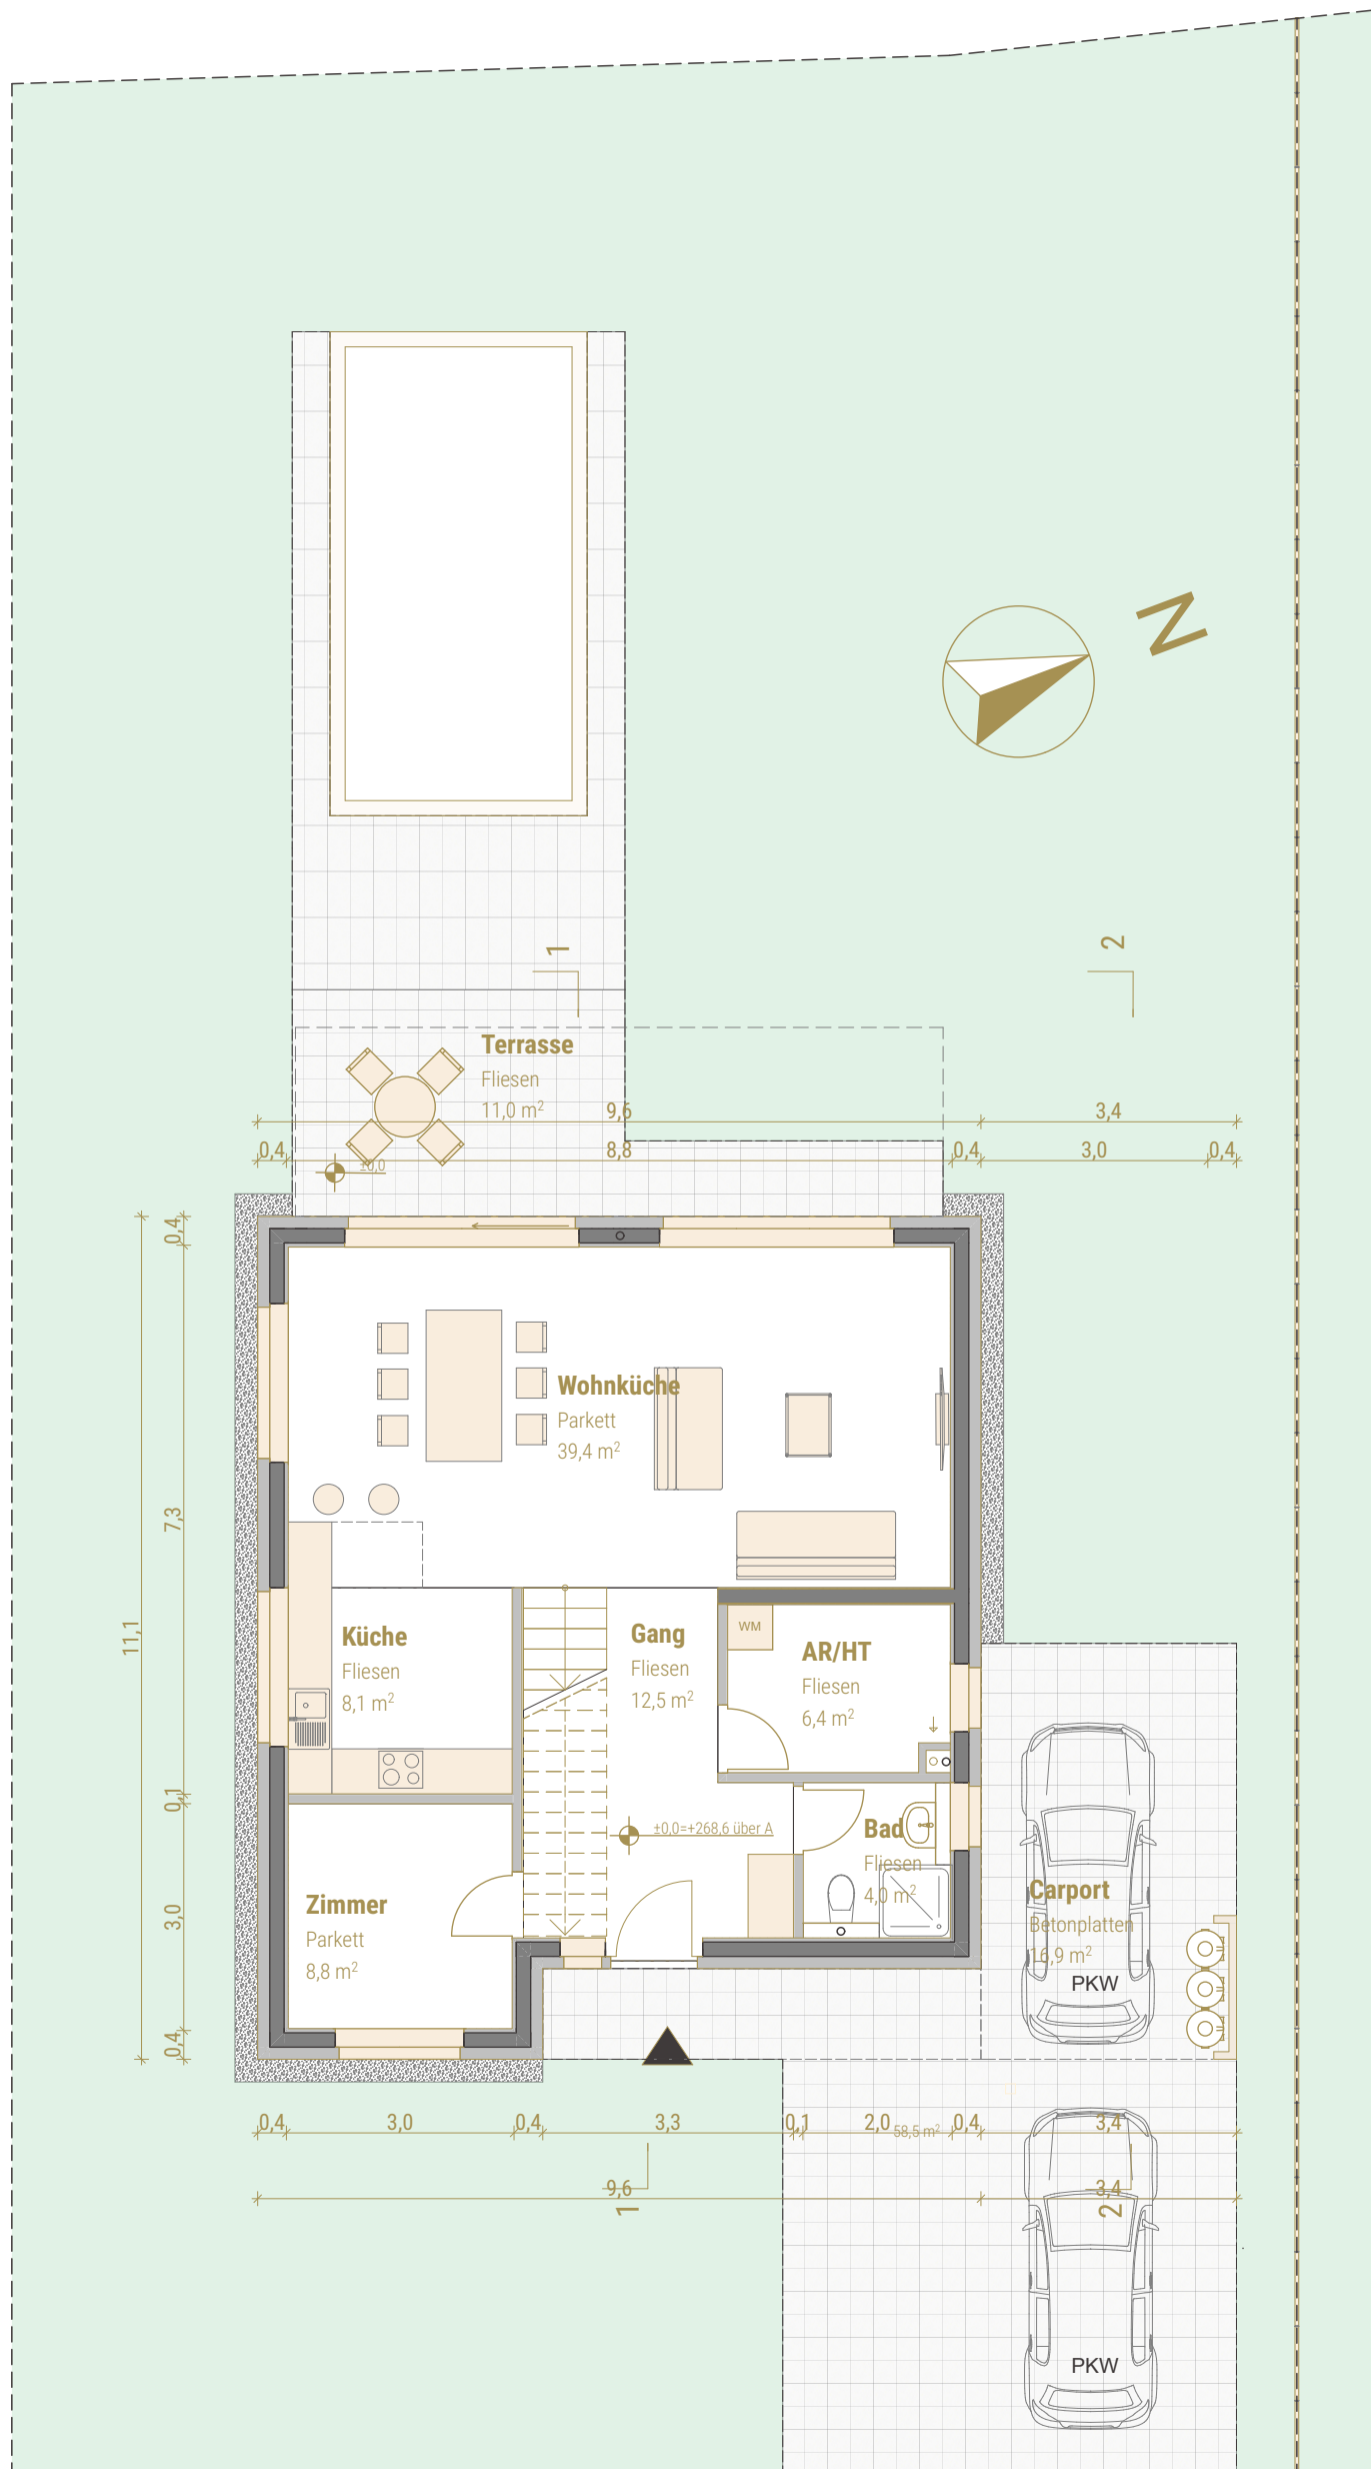 N
1
2
Terrasse
Fliesen
11,0 m²
9,6
3,4
0,4
8,8
0,4
3,0
0,4
±0,0
0,4
7,3
11,1
0,1
3,0
0,4
Wohnküche
Parkett
39,4 m²
Küche
Fliesen
8,1 m²
Gang
Fliesen
12,5 m²
WM
AR/HT
Fliesen
6,4 m²
±0,0=+268,6 über A
Bad
Fliesen
4,0 m²
Zimmer
Parkett
8,8 m²
Carport
Betonplatten
16,9 m²
PKW
0,4
3,0
0,4
3,3
0,1
2,0
58,5 m²
0,4
3,4
9,6
3,4
1
2
PKW